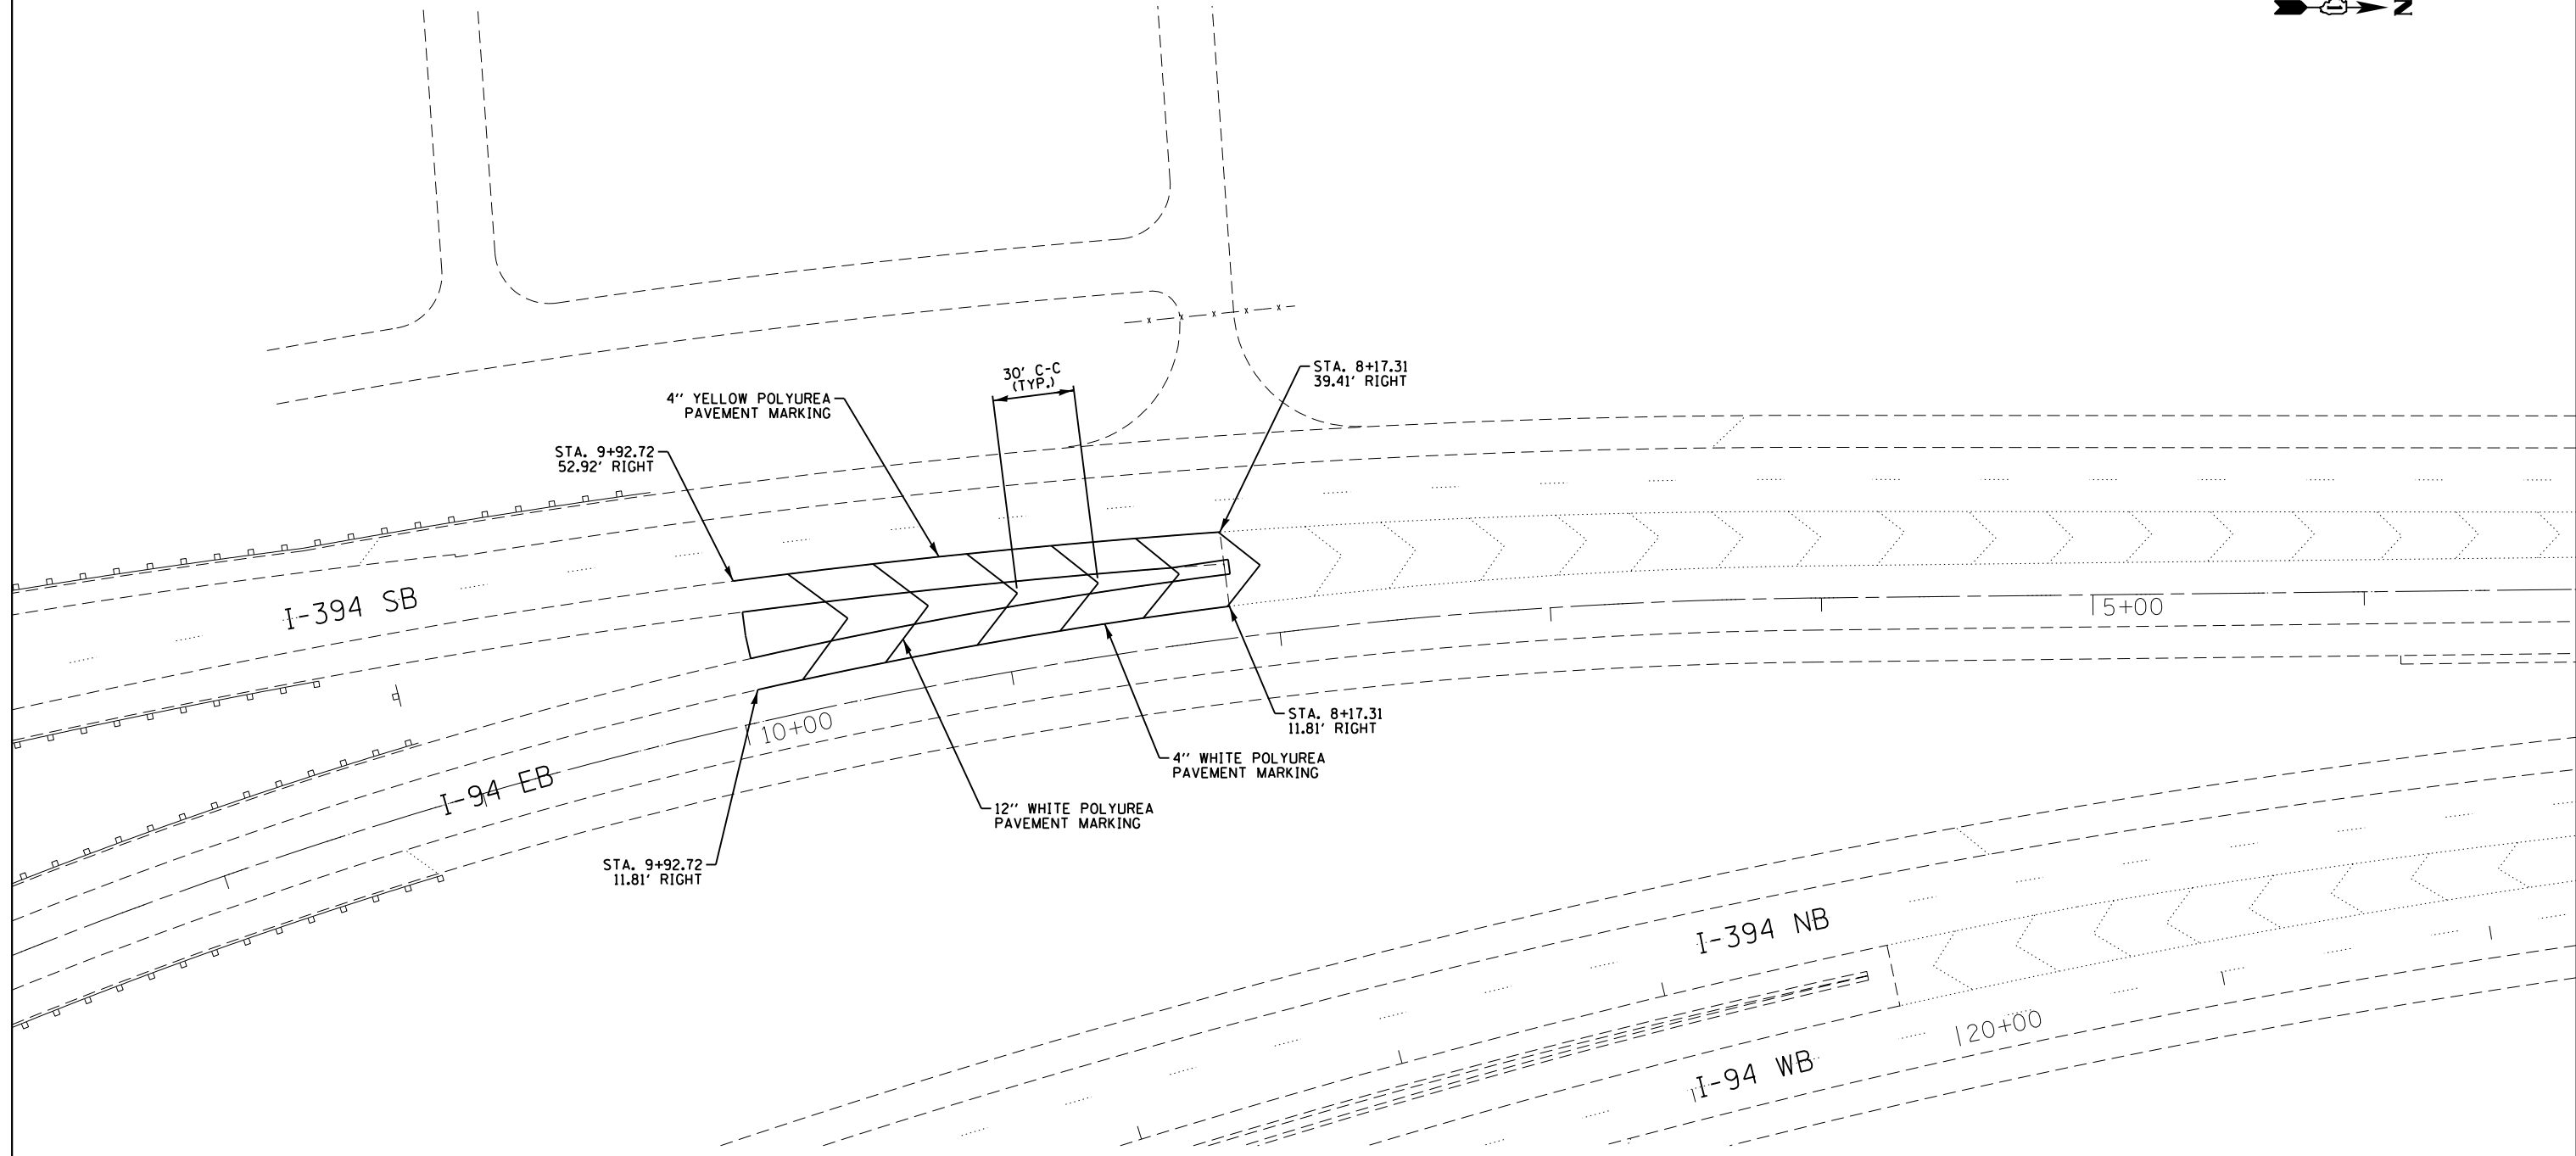 N
30' C-C
(TYP.)
STA. 8+17.31
39.41' RIGHT
4" YELLOW POLYUREA
PAVEMENT MARKING
STA. 9+92.72
52.92' RIGHT
I-394 SB
5+00
10+00
STA. 8+17.31
11.81' RIGHT
4" WHITE POLYUREA
PAVEMENT MARKING
I-94 EB
12" WHITE POLYUREA
PAVEMENT MARKING
STA. 9+92.72
11.81' RIGHT
I-394 NB
20+00
I-94 WB